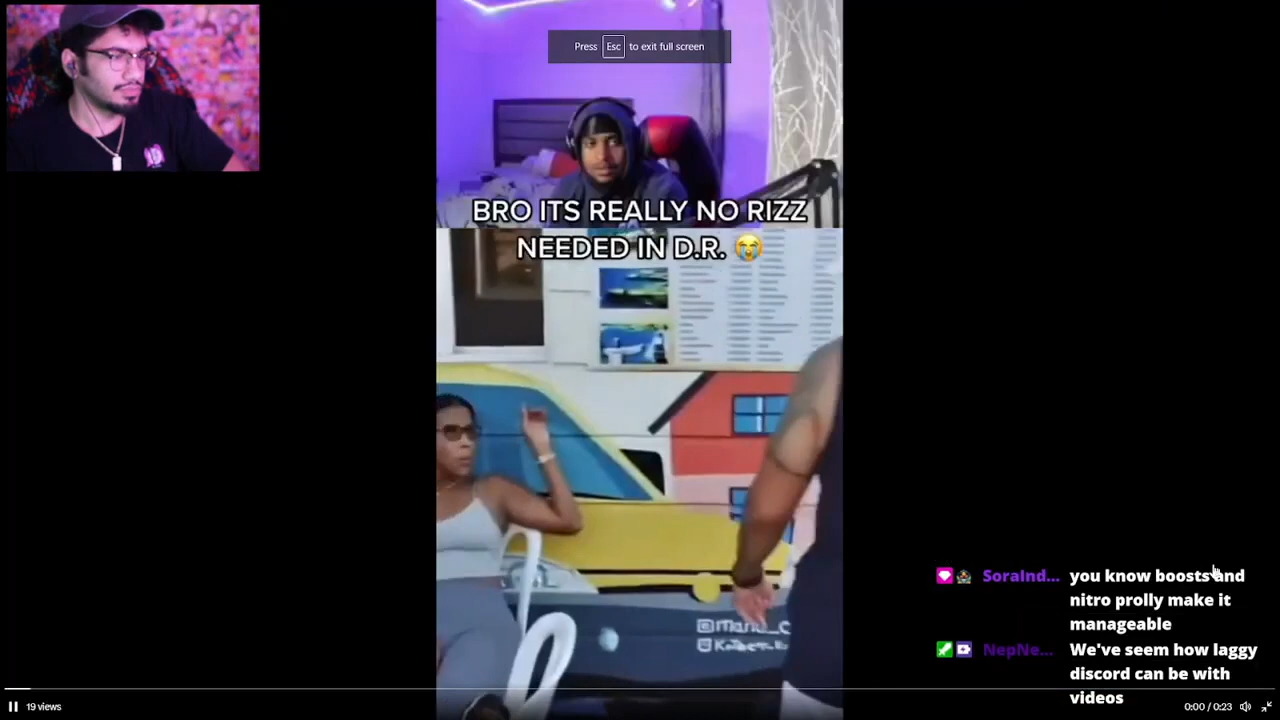 Press Esc to exit full screen
BRO ITS REALLY NO RIZZ
NEEDED IN D.R. 😭
SoraInd... you know boosts and
nitro prolly make it
manageable
NepNe... We've seem how laggy
discord can be with
videos
19 views
0:00 / 0:23